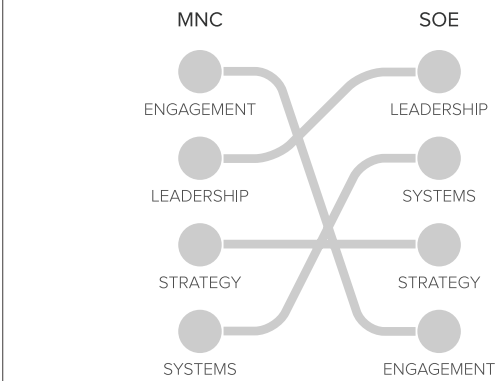 MNC SOE
ENGAGEMENT LEADERSHIP
LEADERSHIP SYSTEMS
STRATEGY STRATEGY
SYSTEMS ENGAGEMENT